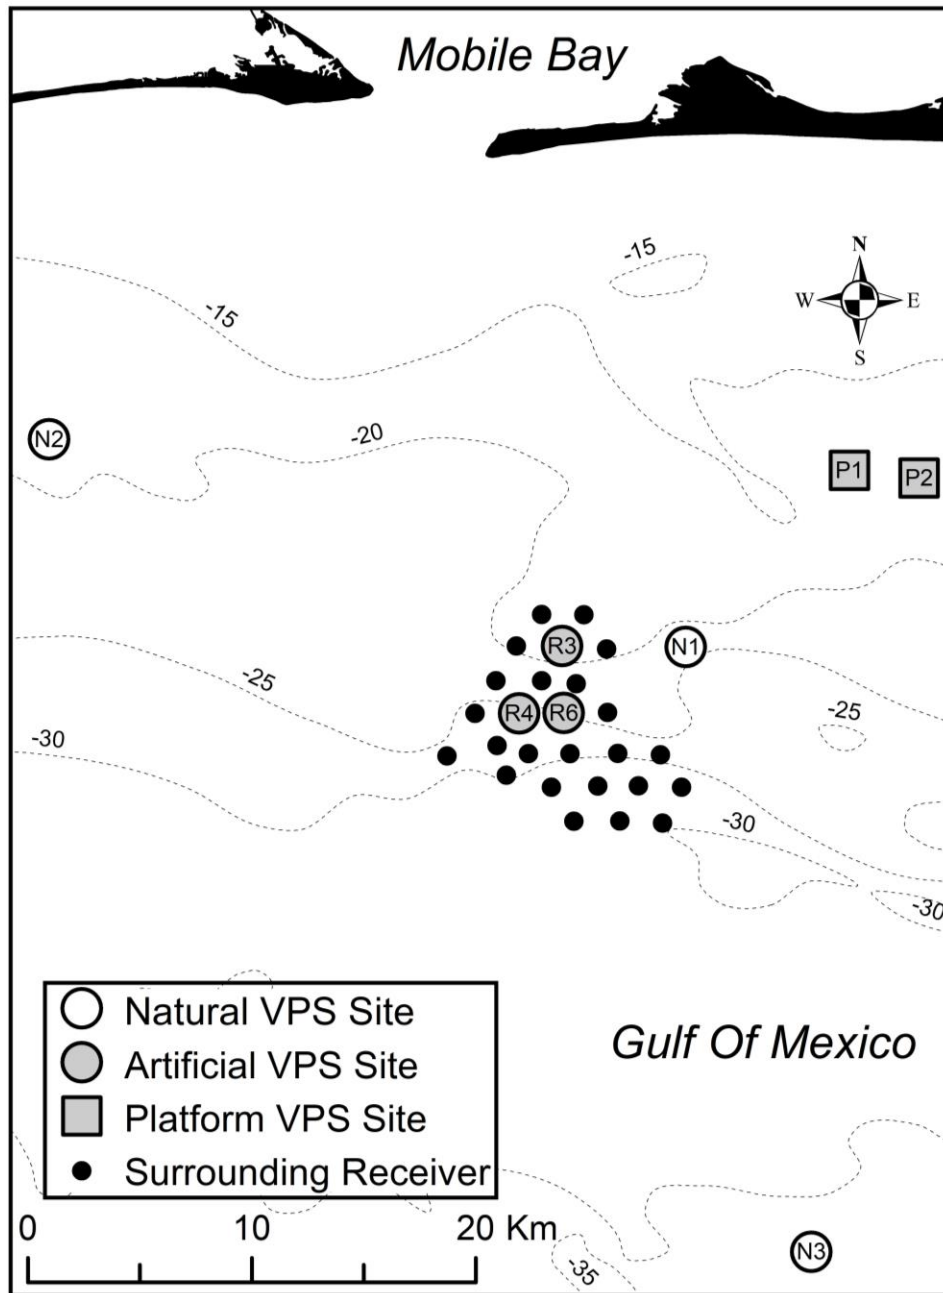 Mobile Bay
-15
N
W E
S
-15
-20
N2
P1
P2
R3
N1
-25
R4
R6
-25
-30
-30
-30
Natural VPS Site
Artificial VPS Site
Platform VPS Site
Surrounding Receiver
Gulf Of Mexico
0 10 20 Km
N3
-35